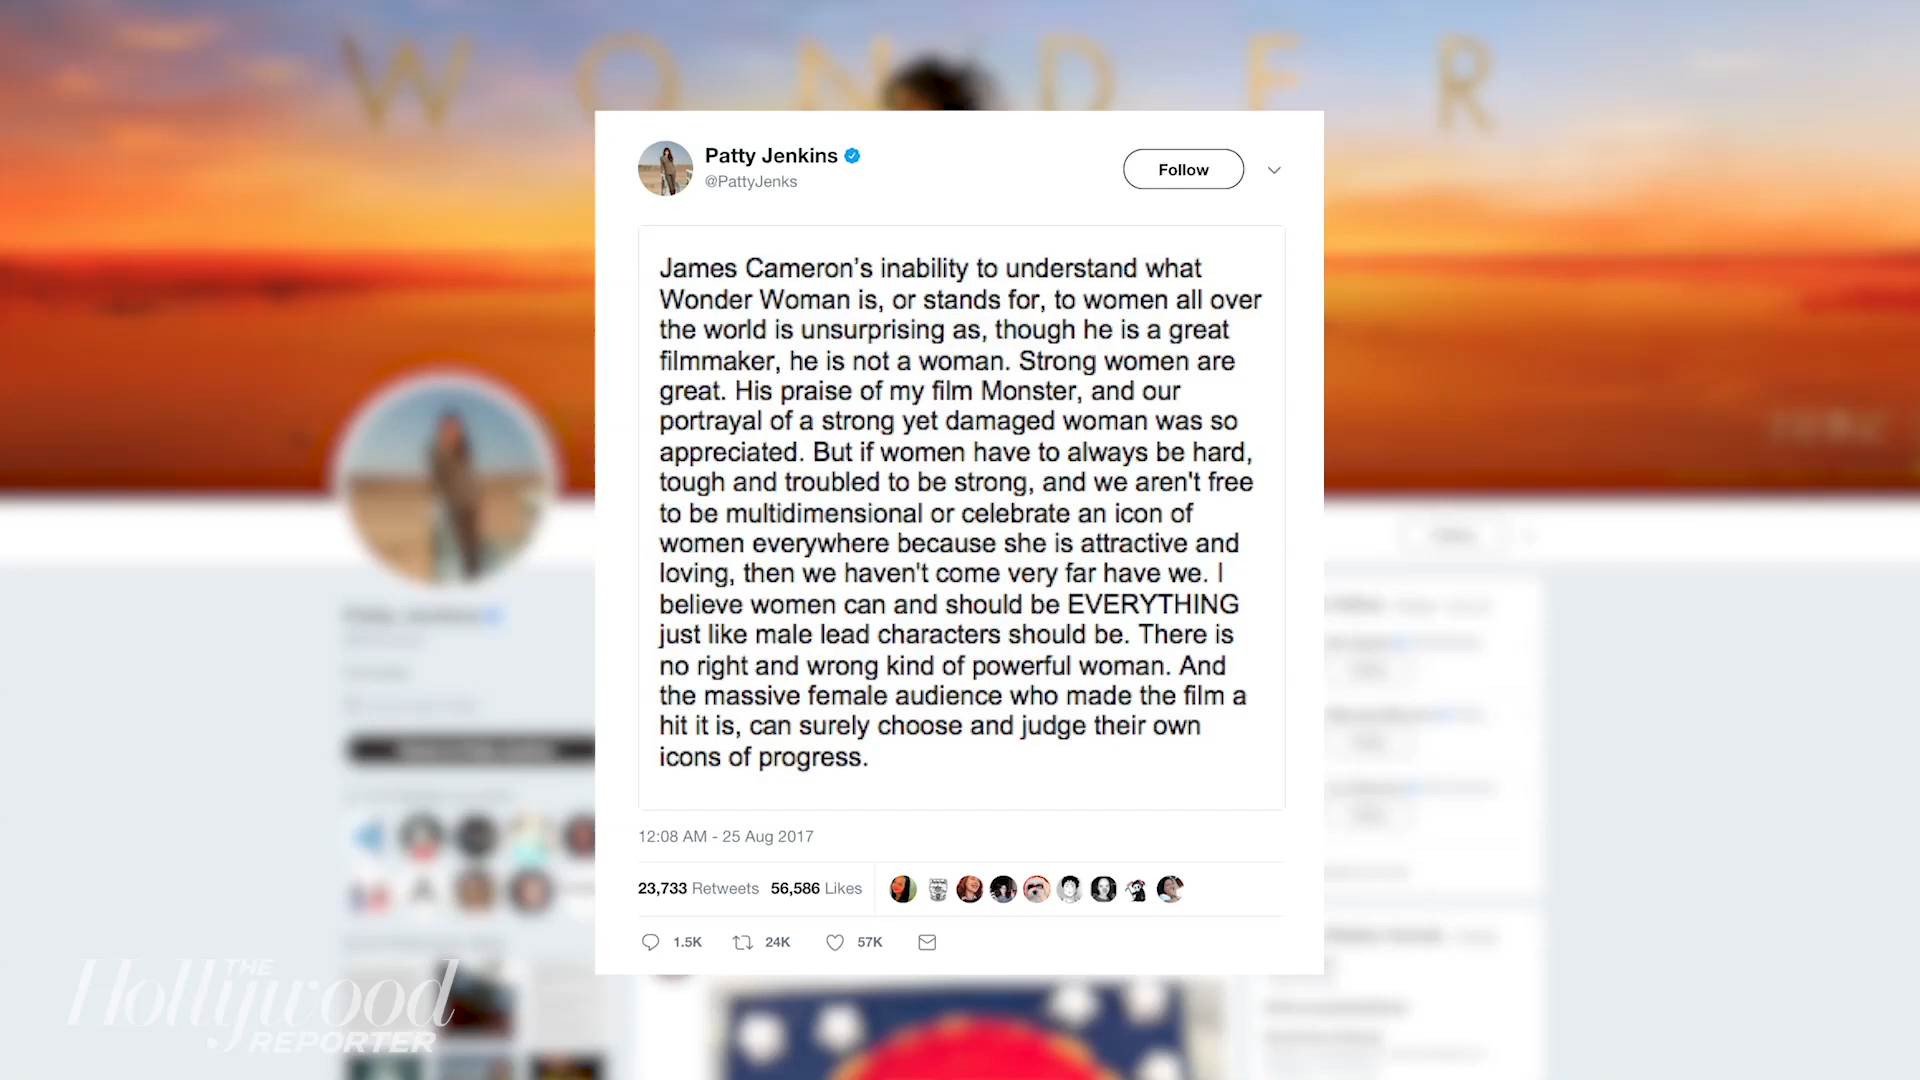 WONDER
Patty Jenkins
@PattyJenks
Follow
James Cameron's inability to understand what
Wonder Woman is, or stands for, to women all over
the world is unsurprising as, though he is a great
filmmaker, he is not a woman. Strong women are
great. His praise of my film Monster, and our
portrayal of a strong yet damaged woman was so
appreciated. But if women have to always be hard,
tough and troubled to be strong, and we aren't free
to be multidimensional or celebrate an icon of
women everywhere because she is attractive and
loving, then we haven't come very far have we. I
believe women can and should be EVERYTHING
just like male lead characters should be. There is
no right and wrong kind of powerful woman. And
the massive female audience who made the film a
hit it is, can surely choose and judge their own
icons of progress.
12:08 AM - 25 Aug 2017
23,733 Retweets 56,586 Likes
1.5K 24K 57K
THE
Hollywood
REPORTER